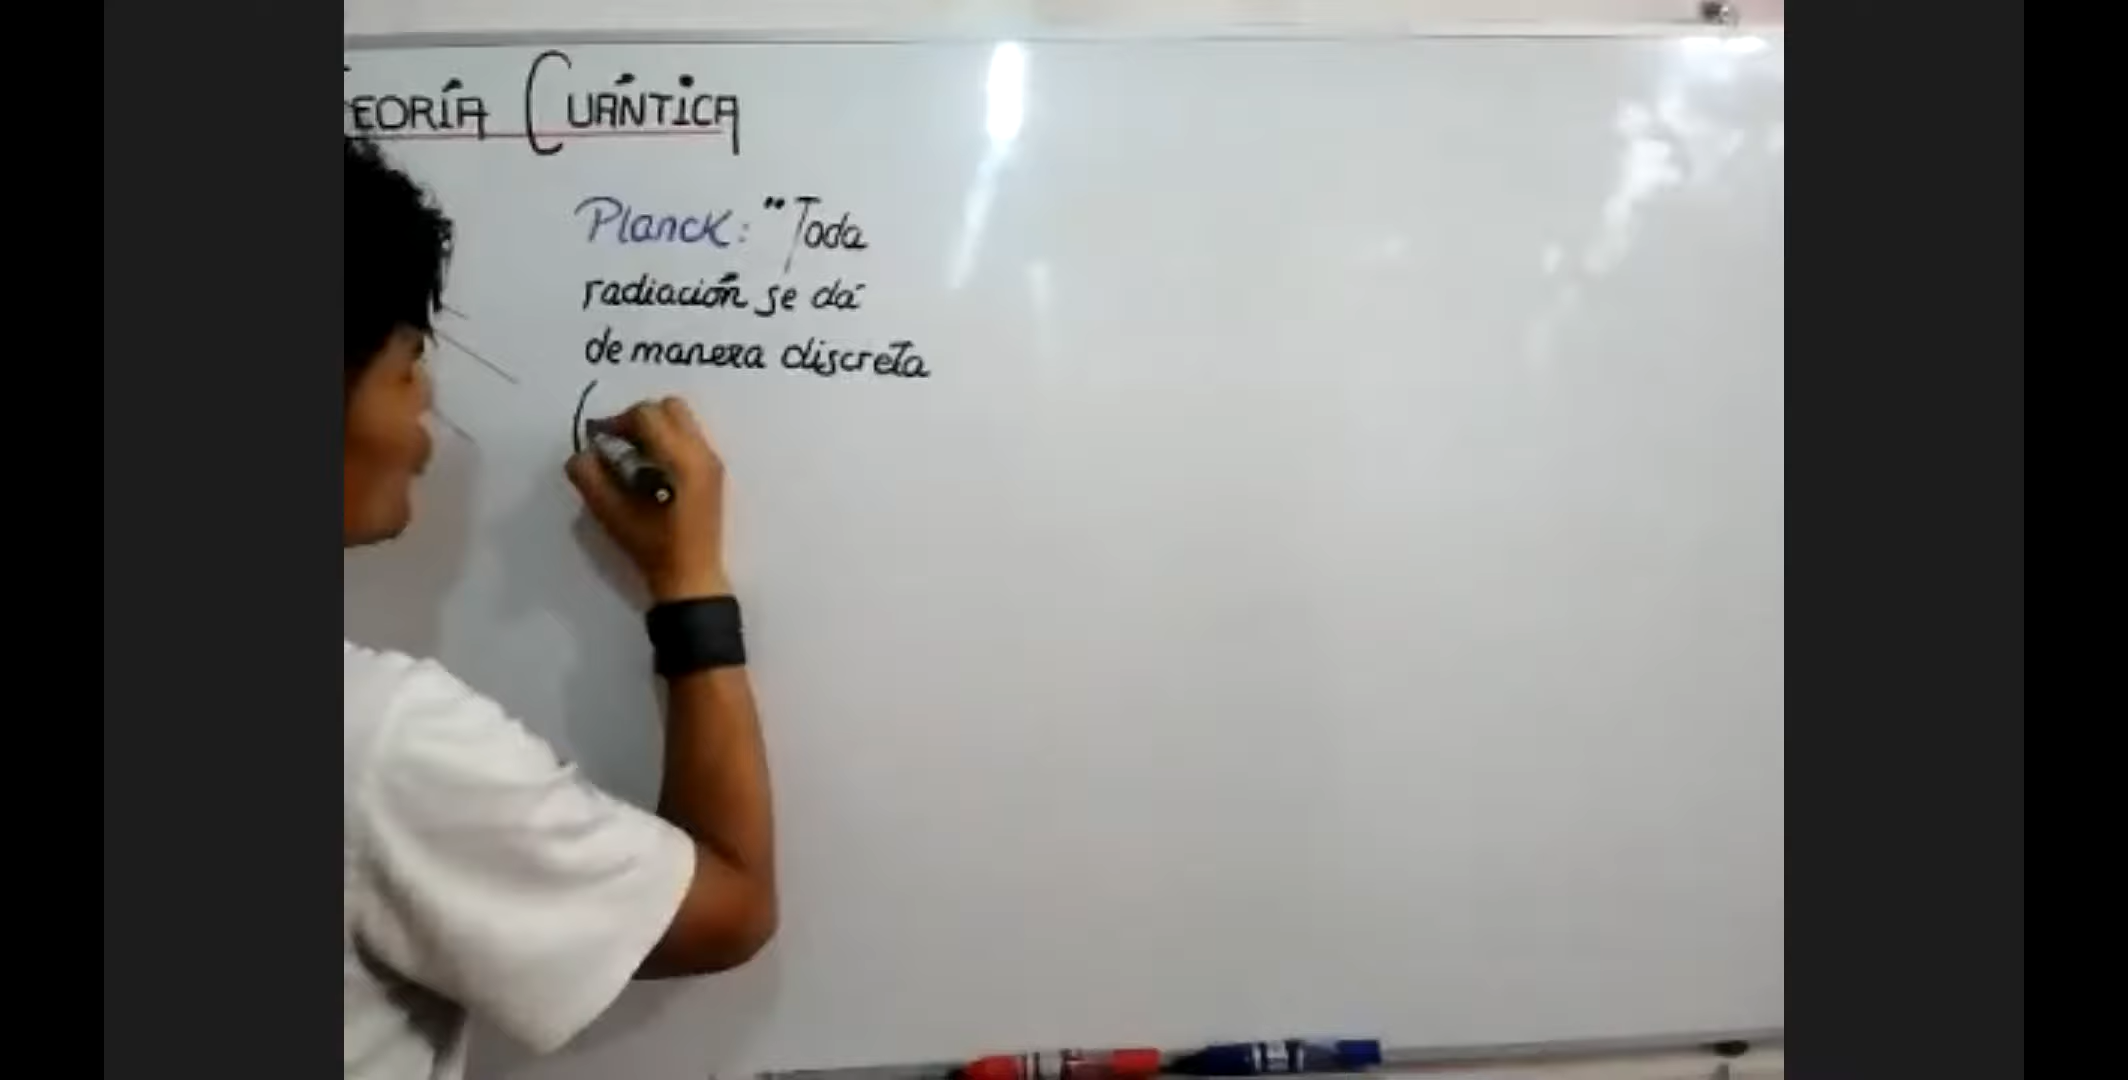 EORÍA CUÁNTICA
Planck: "Toda
radiación se dá
de manera discreta
(